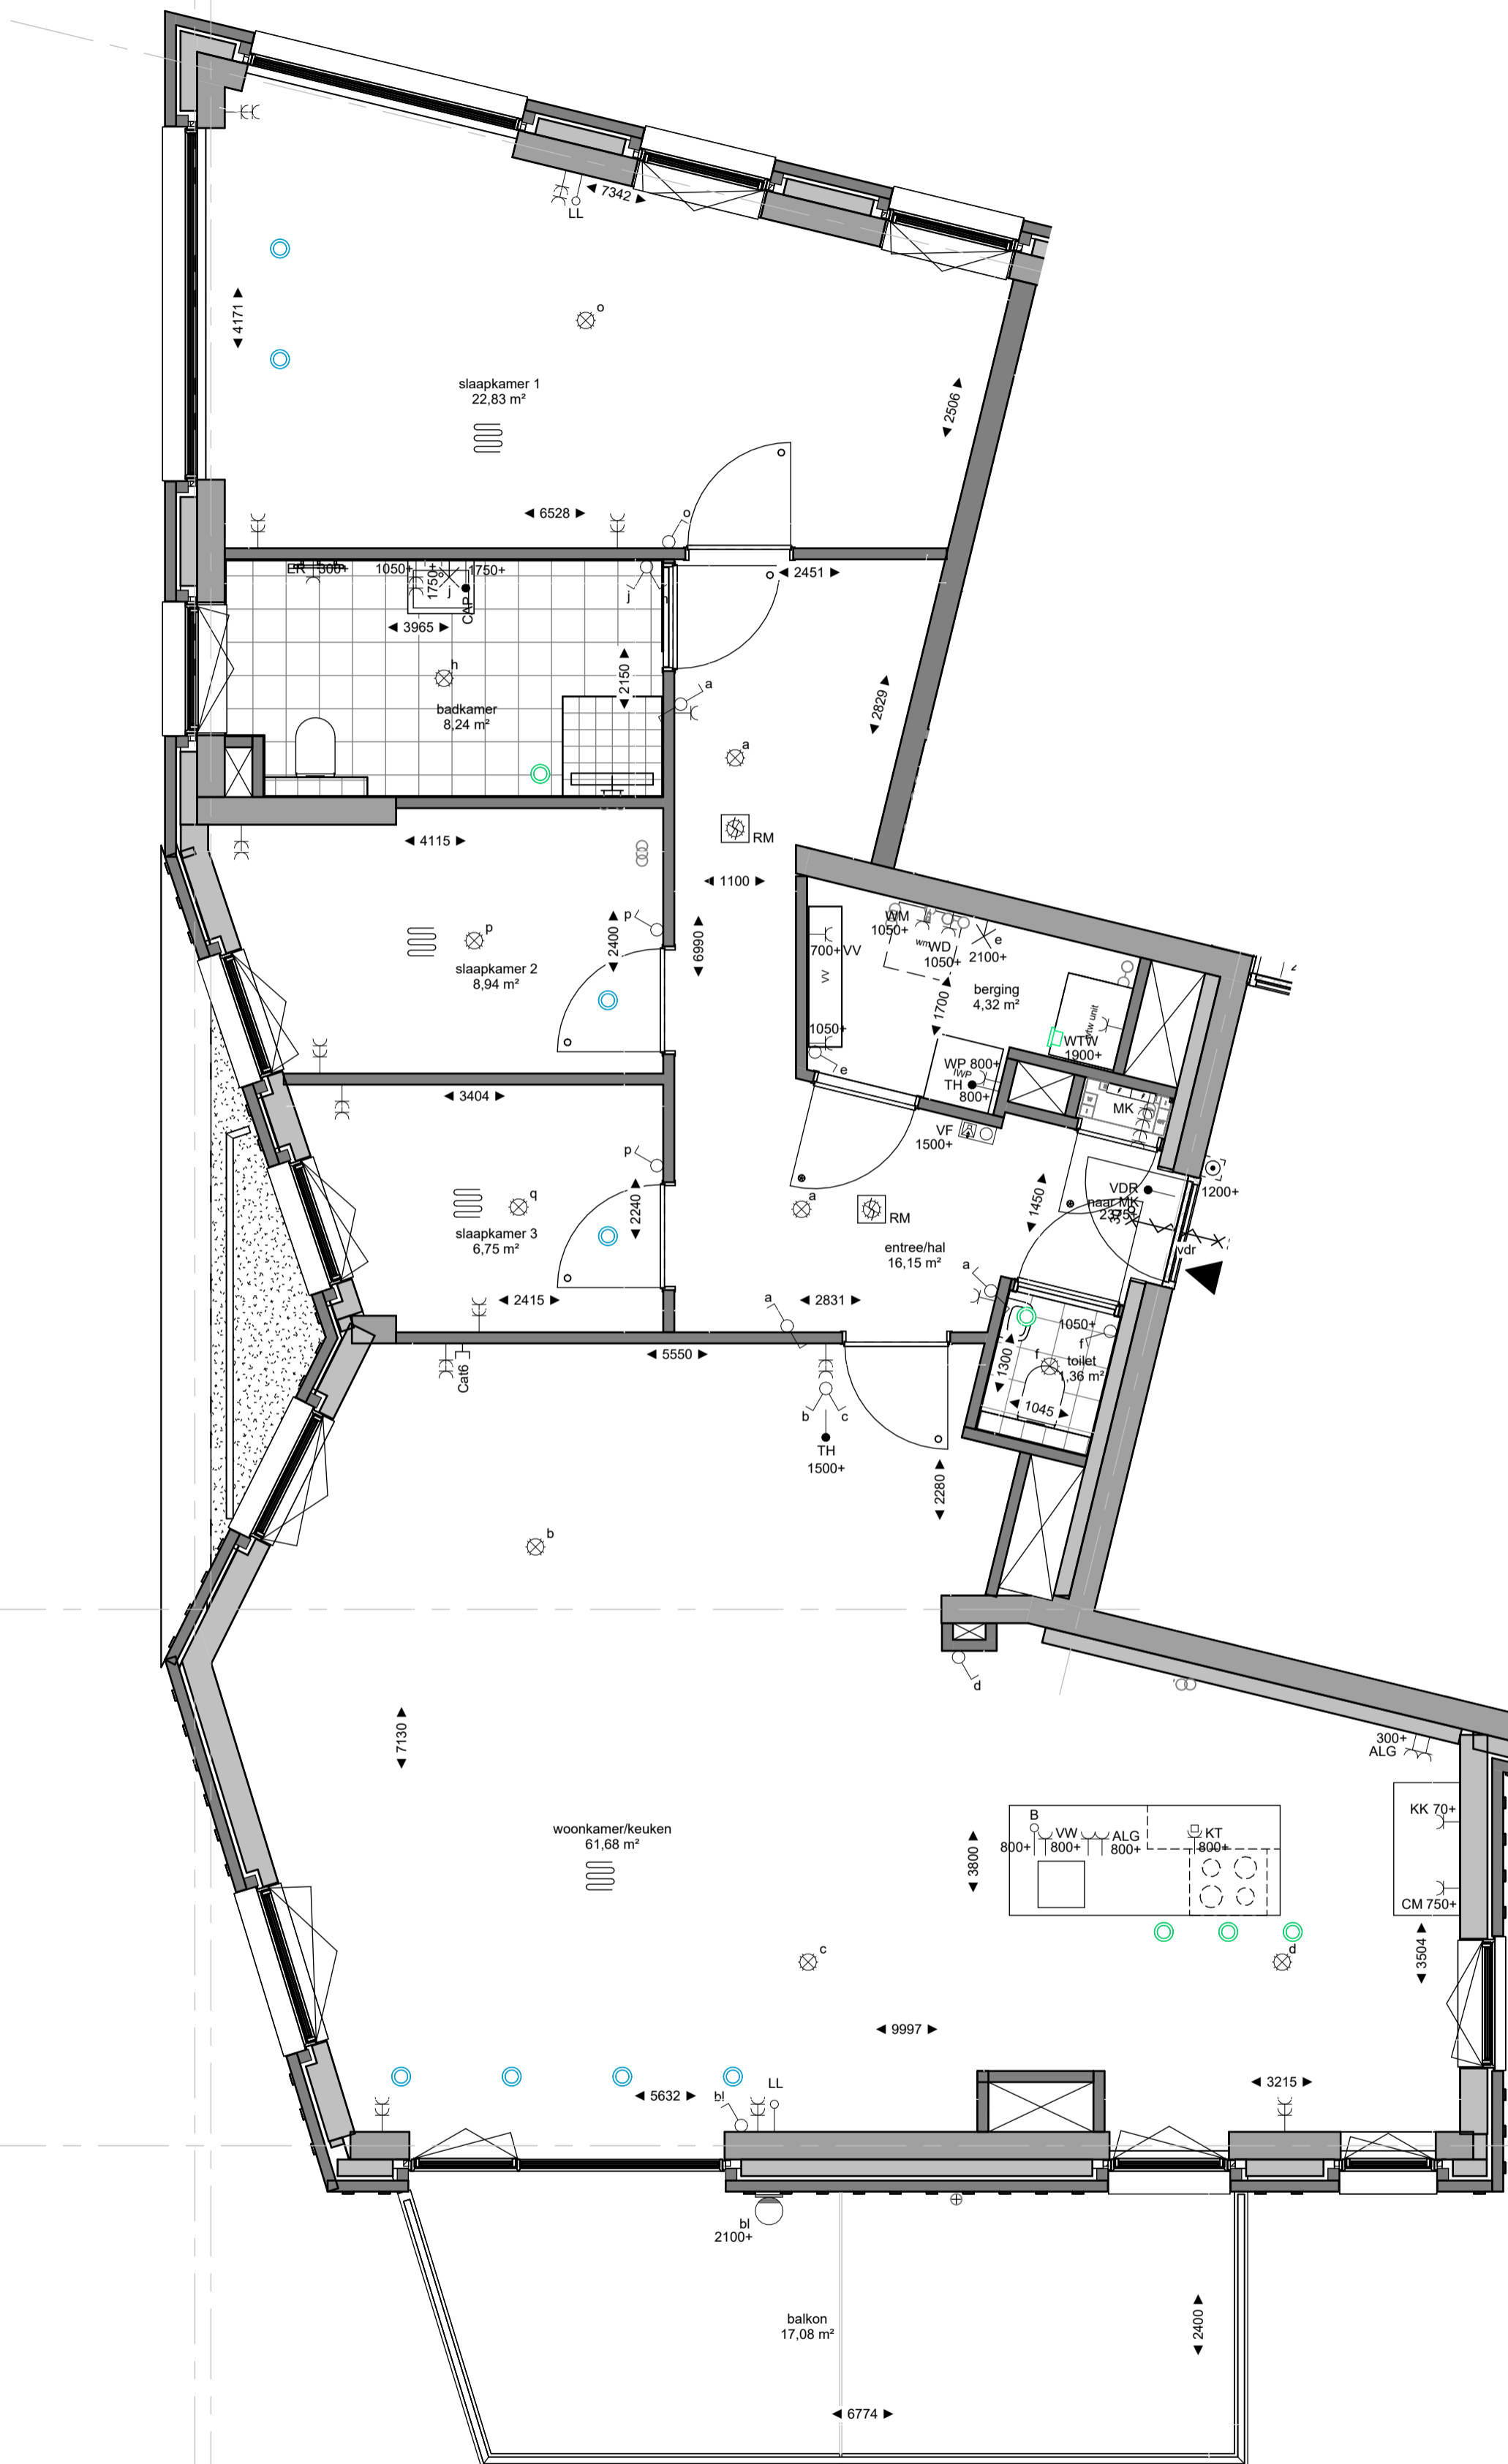 7342
LL
o
4171
slaapkamer 1
22,83 m²
2506
6528
o
2451
ER 300+
1050+
1750+
j
1750+
CAP
j
3965
h
2150
badkamer
8,24 m²
a
2829
a
RM
4115
1100
p
p
2400
6990
slaapkamer 2
8,94 m²
WM
1050+
wm
WD
1050+
e
2100+
700+ VV
VV
berging
4,32 m²
1700
wtw unit
1050+
e
WTW
1900+
WP 800+
IWP
TH
800+
3404
MK
VF
1500+
p
q
2240
slaapkamer 3
6,75 m²
a
RM
1450
VDR
naar MK
2375+
1200+
vdr
entree/hal
16,15 m²
a
2415
a
2831
1050+
f
f
toilet
1,36 m²
1300
1045
5550
Cat6
b
c
TH
1500+
2280
b
d
7130
300+
ALG
woonkamer/keuken
61,68 m²
B
800+
VW
800+
ALG
800+
KT
800+
KK 70+
3800
CM 750+
3504
c
d
9997
5632
bl
LL
3215
bl
2100+
balkon
17,08 m²
2400
6774